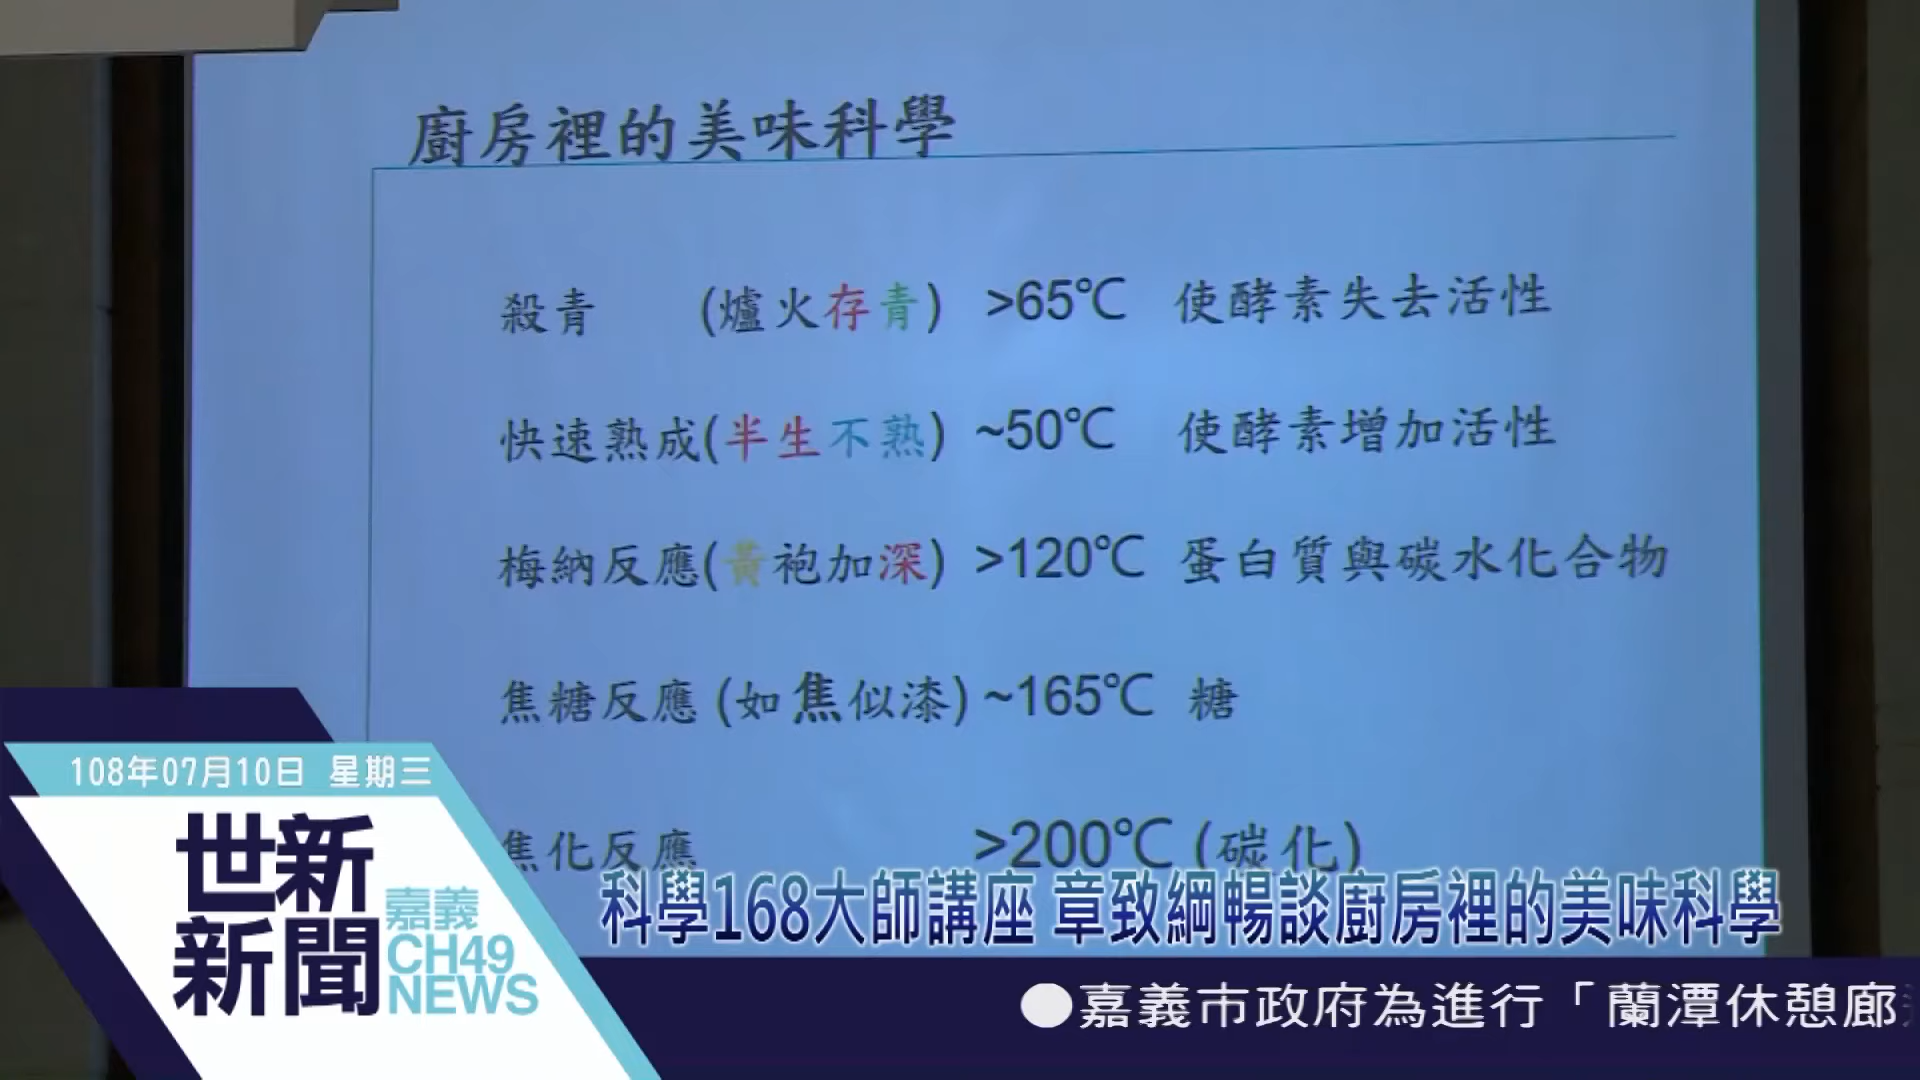 廚房裡的美味科學
殺青 (爐火存青) >65℃ 使酵素失去活性
快速熟成(半生不熟) ~50℃ 使酵素增加活性
梅納反應(黃袍加深) >120℃ 蛋白質與碳水化合物
焦糖反應 (如焦似漆) ~165℃ 糖
焦化反應 >200℃ (碳化)
108年07月10日 星期三
世新
新聞
嘉義
CH49
NEWS
科學168大師講座 章致綱暢談廚房裡的美味科學
●嘉義市政府為進行「蘭潭休憩廊